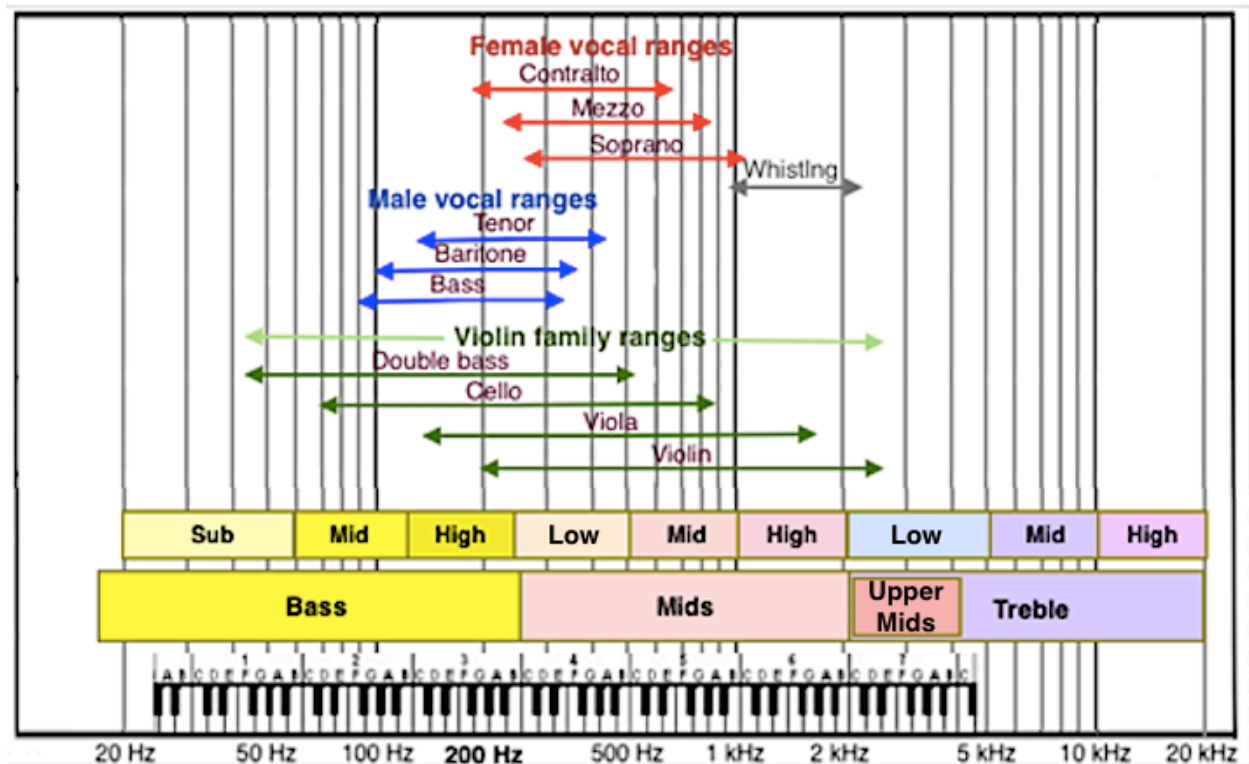 Female vocal ranges
Contralto
Mezzo
Soprano
Whistlng
Male vocal ranges
Tenor
Baritone
Bass
Violin family ranges
Double bass
Cello
Viola
Violin
Sub Mid High Low Mid High Low Mid High
Bass Mids Upper Mids Treble
1 2 3 4 5 6 7
A B C D E F G A B C D E F G A B C D E F G A B C D E F G A B C D E F G A B C D E F G A B C D E F G A B C
20 Hz 50 Hz 100 Hz 200 Hz 500 Hz 1 kHz 2 kHz 5 kHz 10 kHz 20 kHz